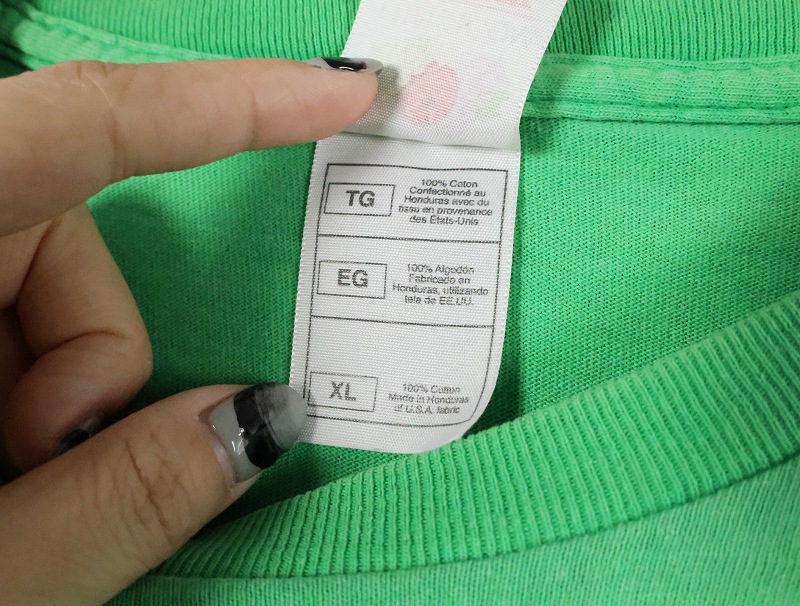 TG
100% Coton
Confectionné au
Honduras avec du
tissu en provenance
des États-Unis
EG
100% Algodón
Fabricado en
Honduras, utilizando
tela de EE.UU.
XL
100% Cotton
Made in Honduras
of U.S.A. fabric